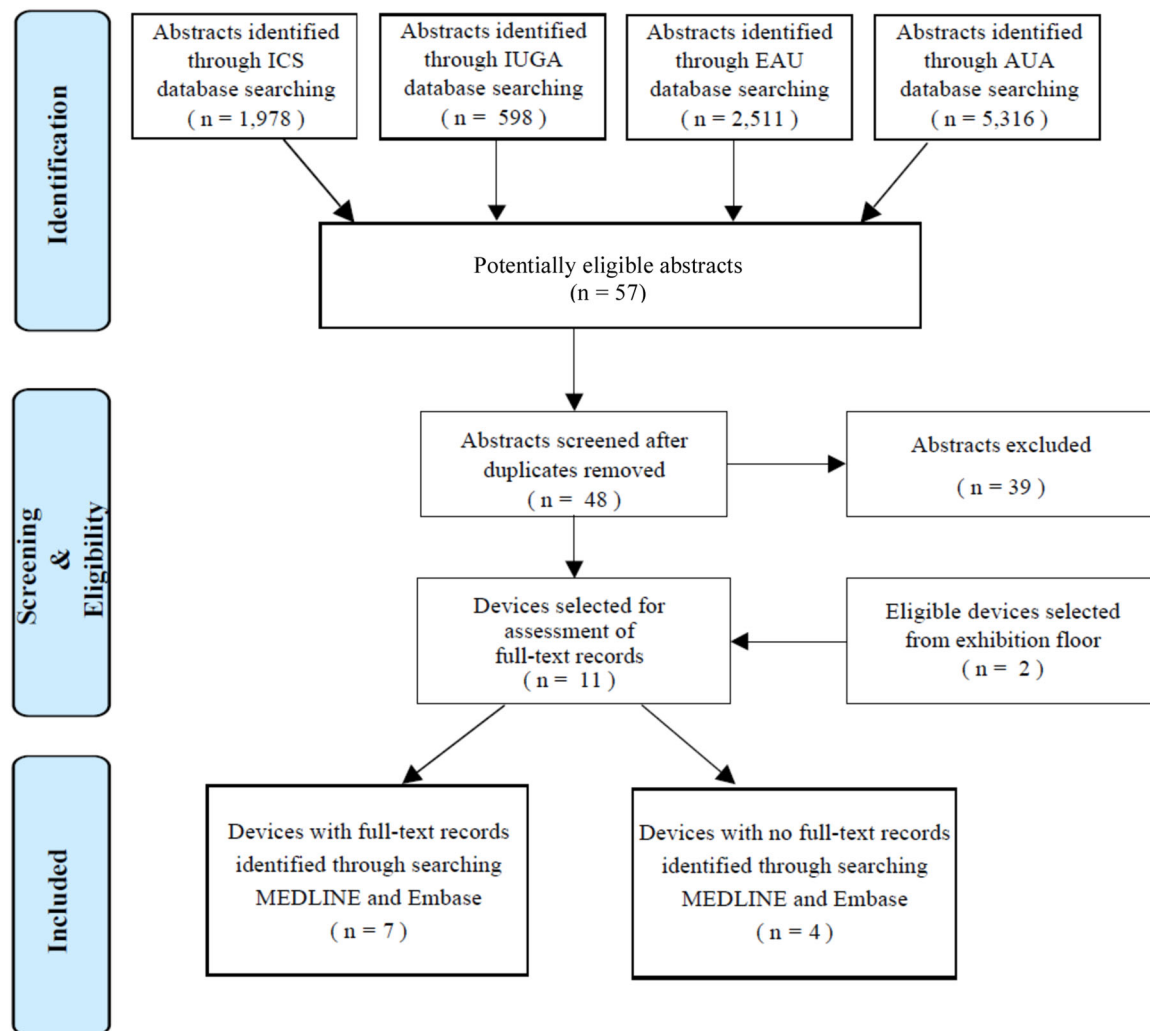 Identification
Abstracts identified
through ICS
database searching
( n = 1,978 )
Abstracts identified
through IUGA
database searching
( n = 598 )
Abstracts identified
through EAU
database searching
( n = 2,511 )
Abstracts identified
through AUA
database searching
( n = 5,316 )
Potentially eligible abstracts
(n = 57)
Screening
&
Eligibility
Abstracts screened after
duplicates removed
( n = 48 )
Abstracts excluded
( n = 39 )
Devices selected for
assessment of
full-text records
( n = 11 )
Eligible devices selected
from exhibition floor
( n = 2 )
Included
Devices with full-text records
identified through searching
MEDLINE and Embase
( n = 7 )
Devices with no full-text records
identified through searching
MEDLINE and Embase
( n = 4 )